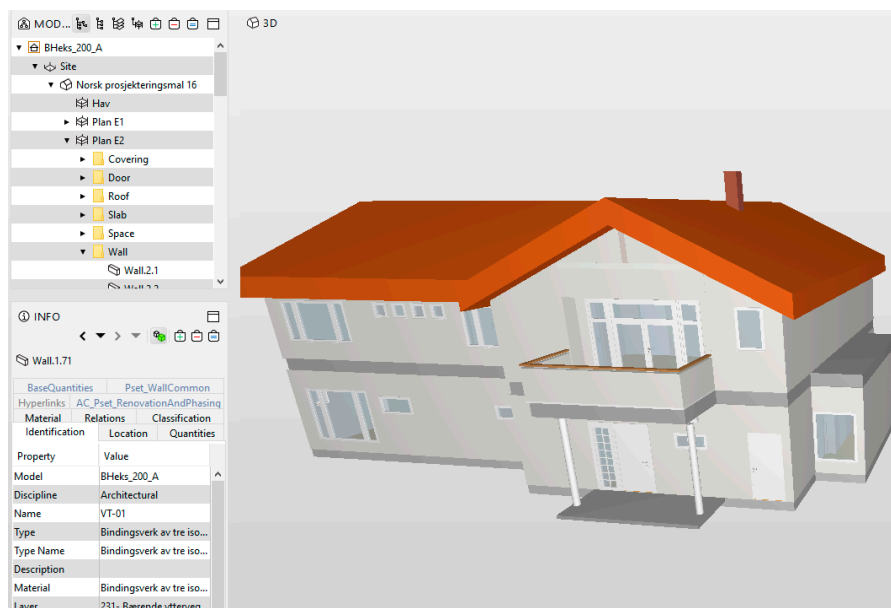 MOD...
3D
BHeks_200_A
Site
Norsk prosjekteringsmal 16
Hav
Plan E1
Plan E2
Covering
Door
Roof
Slab
Space
Wall
Wall.2.1
INFO
Wall.1.71
BaseQuantities Pset_WallCommon
Hyperlinks AC_Pset_RenovationAndPhasing
Material Relations Classification
Identification Location Quantities
Property Value
Model BHeks_200_A
Discipline Architectural
Name VT-01
Type Bindingsverk av tre iso...
Type Name Bindingsverk av tre iso...
Description
Material Bindingsverk av tre iso...
Layer 231- Bærende ytterveg...